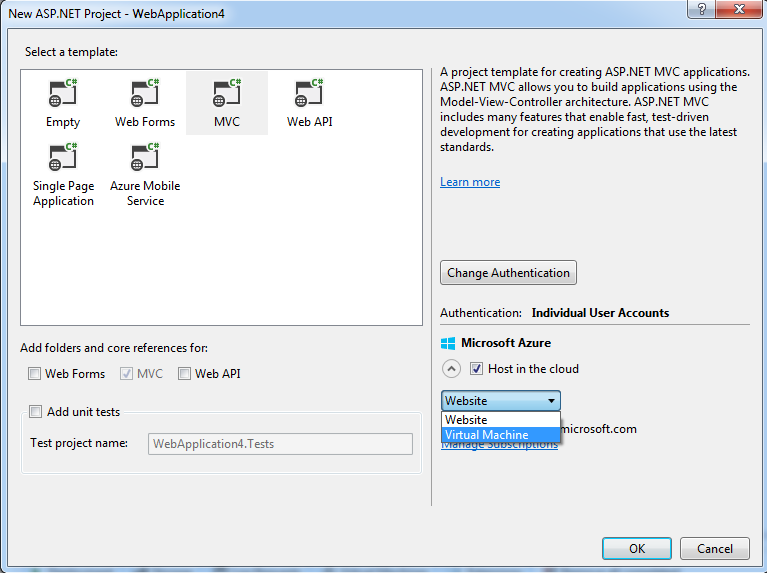 New ASP.NET Project - WebApplication4
?
Select a template:
C# C# C# C#
Empty Web Forms MVC Web API
C# C#
Single Page Azure Mobile
Application Service
A project template for creating ASP.NET MVC applications.
ASP.NET MVC allows you to build applications using the
Model-View-Controller architecture. ASP.NET MVC
includes many features that enable fast, test-driven
development for creating applications that use the latest
standards.
Learn more
Change Authentication
Authentication: Individual User Accounts
Add folders and core references for:
Web Forms MVC Web API
Add unit tests
Test project name: WebApplication4.Tests
Microsoft Azure
Host in the cloud
Website
Website
Virtual Machine
microsoft.com
Manage Subscriptions
OK Cancel